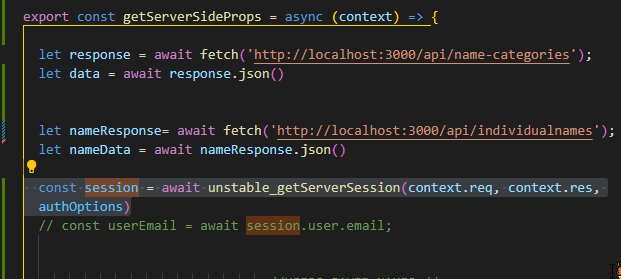 export const getServerSideProps = async (context) => {
let response = await fetch('http://localhost:3000/api/name-categories');
let data = await response.json()
let nameResponse= await fetch('http://localhost:3000/api/individualnames');
let nameData = await nameResponse.json()
const session = await unstable_getServerSession(context.req, context.res,
authOptions)
// const userEmail = await session.user.email;